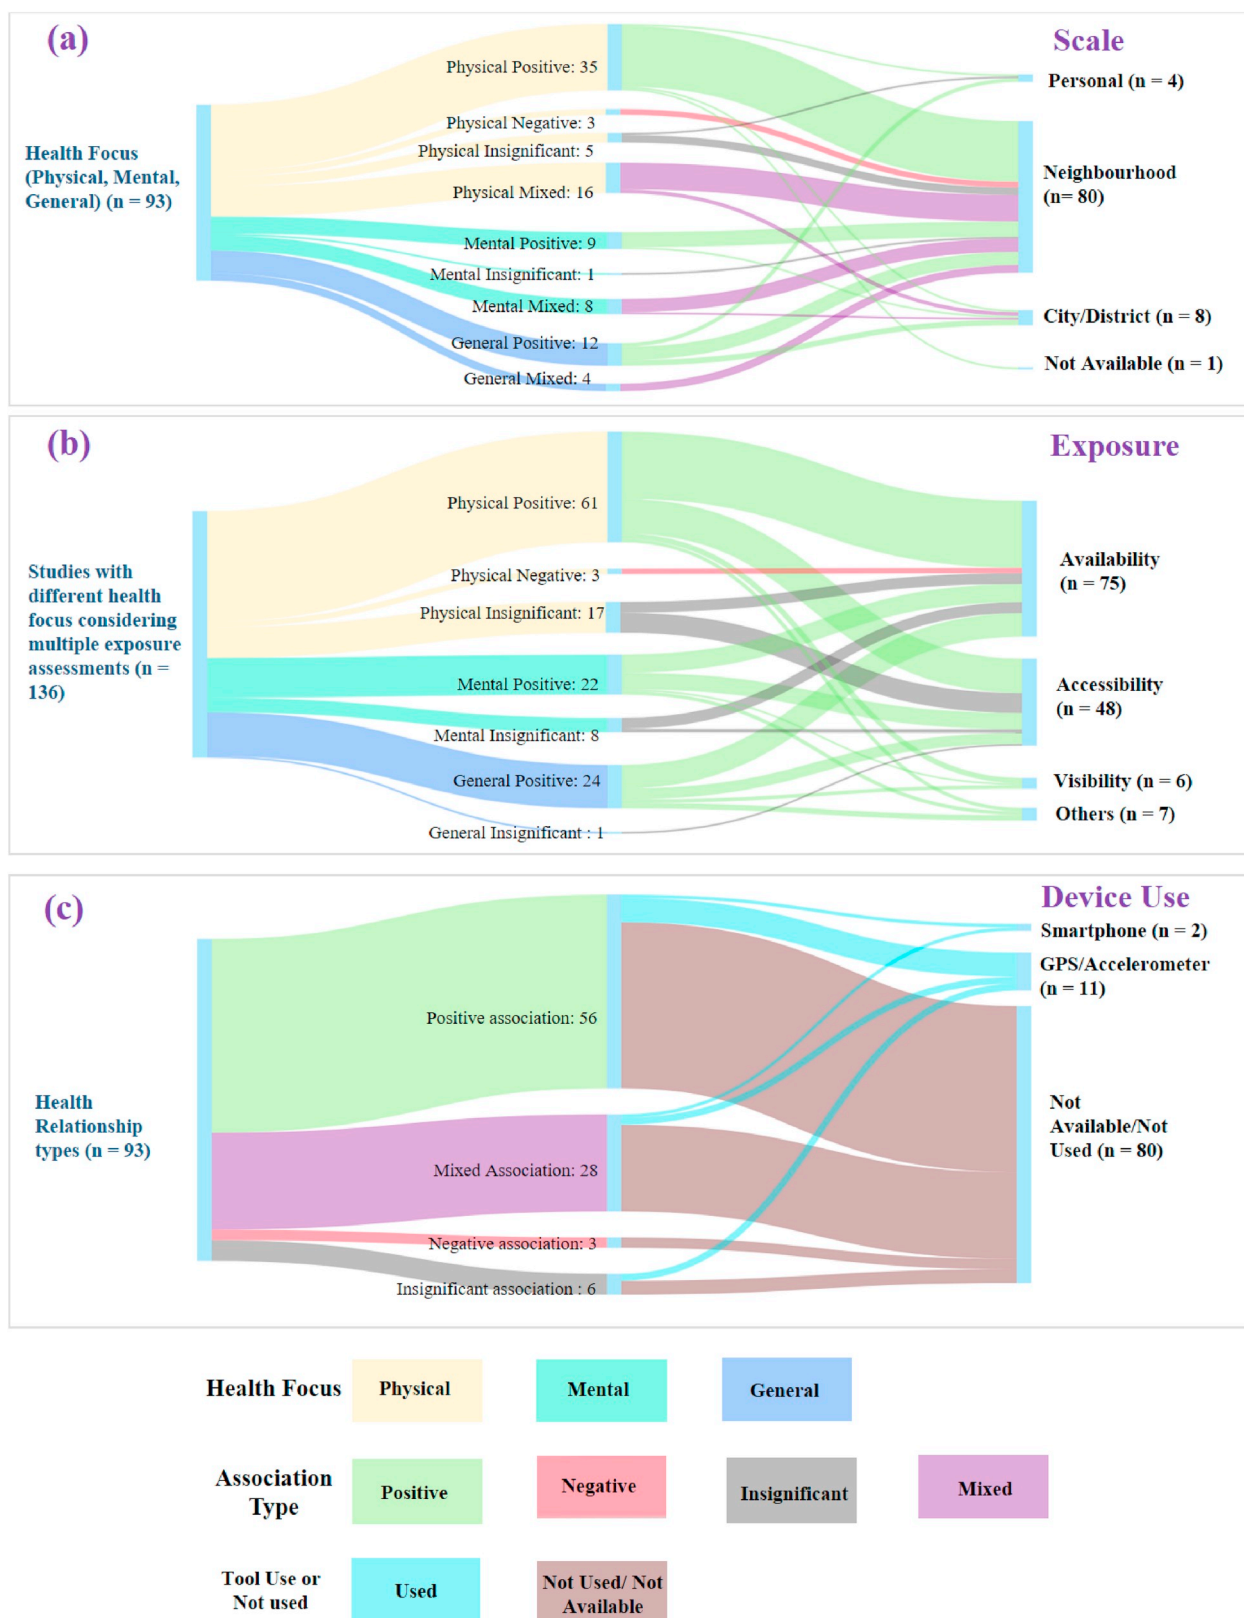 (a)
Scale
Health Focus
(Physical, Mental,
General) (n = 93)
Physical Positive: 35
Physical Negative: 3
Physical Insignificant: 5
Physical Mixed: 16
Mental Positive: 9
Mental Insignificant: 1
Mental Mixed: 8
General Positive: 12
General Mixed: 4
Personal (n = 4)
Neighbourhood
(n= 80)
City/District (n = 8)
Not Available (n = 1)
(b)
Exposure
Studies with
different health
focus considering
multiple exposure
assessments (n =
136)
Physical Positive: 61
Physical Negative: 3
Physical Insignificant: 17
Mental Positive: 22
Mental Insignificant: 8
General Positive: 24
General Insignificant : 1
Availability
(n = 75)
Accessibility
(n = 48)
Visibility (n = 6)
Others (n = 7)
(c)
Device Use
Health
Relationship
types (n = 93)
Positive association: 56
Mixed Association: 28
Negative association: 3
Insignificant association : 6
Smartphone (n = 2)
GPS/Accelerometer
(n = 11)
Not
Available/Not
Used (n = 80)
Health Focus
Physical
Mental
General
Association
Type
Positive
Negative
Insignificant
Mixed
Tool Use or
Not used
Used
Not Used/ Not
Available